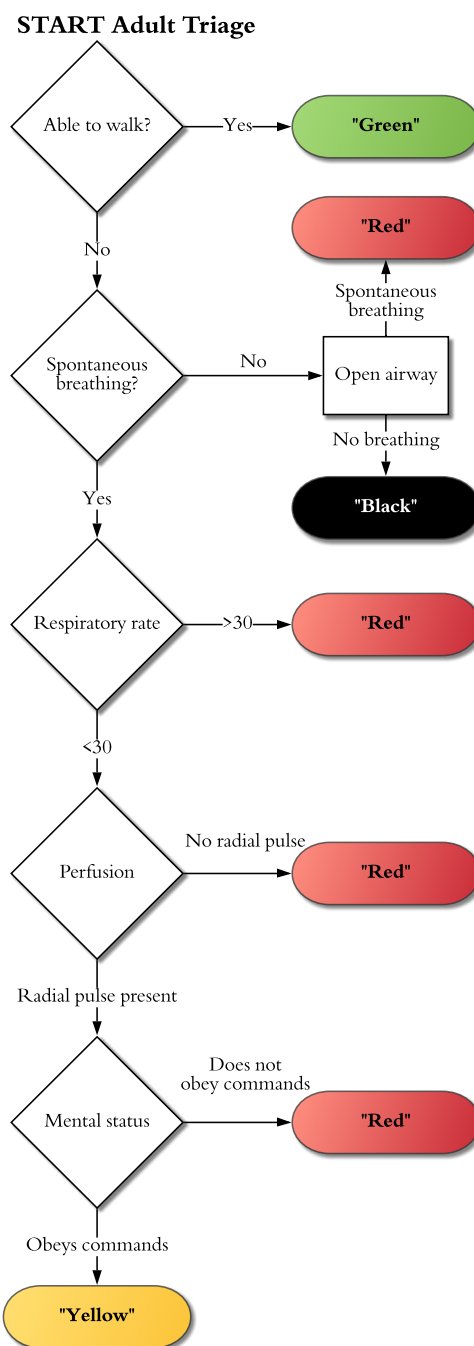 START Adult Triage
Able to walk?
Yes
"Green"
No
"Red"
Spontaneous
breathing
Spontaneous
breathing?
No
Open airway
No breathing
"Black"
Yes
Respiratory rate
>30
"Red"
<30
No radial pulse
Perfusion
"Red"
Radial pulse present
Does not
obey commands
Mental status
"Red"
Obeys commands
"Yellow"